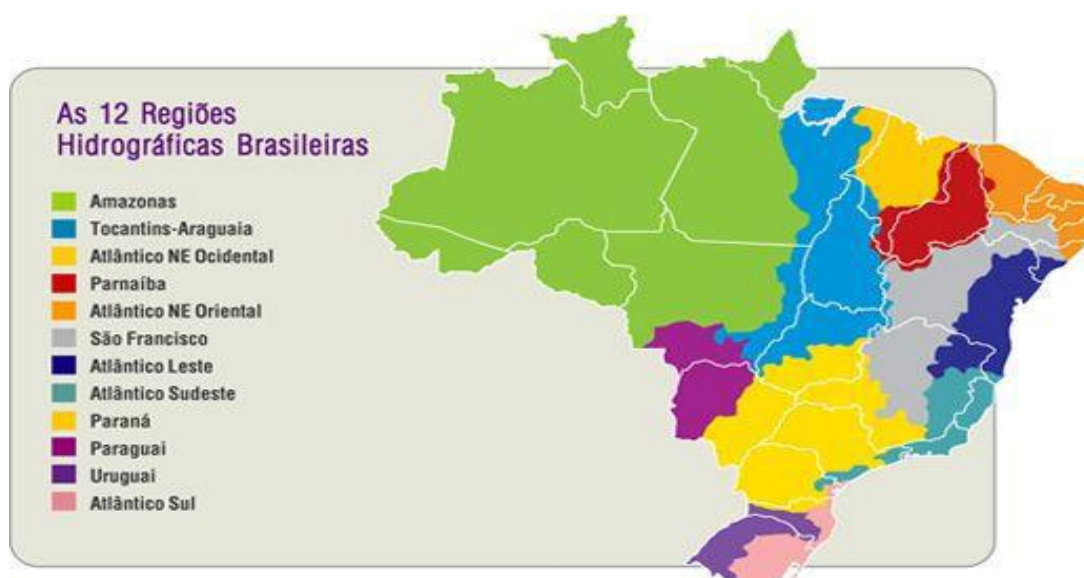 As 12 Regiões
Hidrográficas Brasileiras
Amazonas
Tocantins-Araguaia
Atlântico NE Ocidental
Parnaíba
Atlântico NE Oriental
São Francisco
Atlântico Leste
Atlântico Sudeste
Paraná
Paraguai
Uruguai
Atlântico Sul